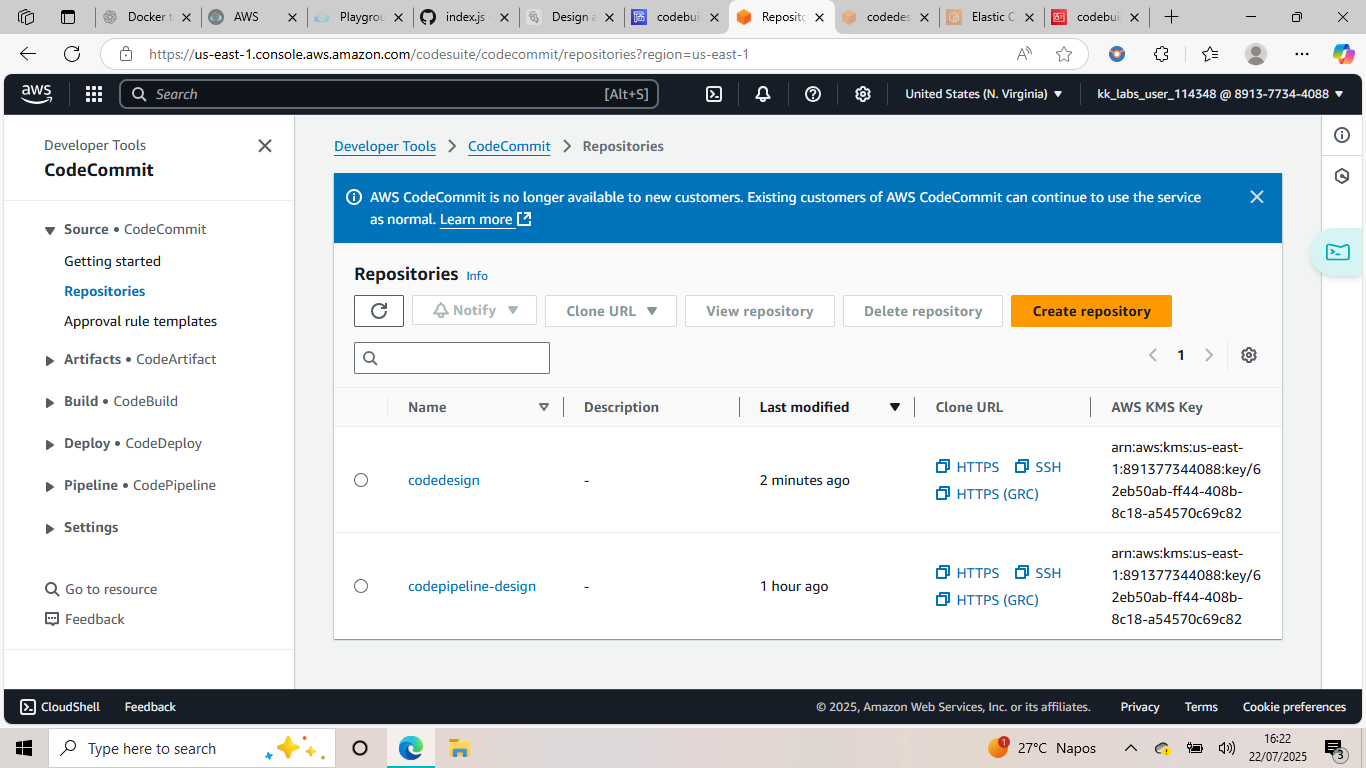 Docker t
AWS
Playgrou
index.js
Design a
codebuil
Reposito
codedes
Elastic C
codebuil
https://us-east-1.console.aws.amazon.com/codesuite/codecommit/repositories?region=us-east-1
aws
Search
[Alt+S]
United States (N. Virginia)
kk_labs_user_114348 @ 8913-7734-4088
Developer Tools
CodeCommit
Source • CodeCommit
Getting started
Repositories
Approval rule templates
Artifacts • CodeArtifact
Build • CodeBuild
Deploy • CodeDeploy
Pipeline • CodePipeline
Settings
Go to resource
Feedback
Developer Tools > CodeCommit > Repositories
AWS CodeCommit is no longer available to new customers. Existing customers of AWS CodeCommit can continue to use the service
as normal. Learn more
Repositories Info
Notify
Clone URL
View repository
Delete repository
Create repository
1
Name
Description
Last modified
Clone URL
AWS KMS Key
codedesign
-
2 minutes ago
HTTPS
SSH
HTTPS (GRC)
arn:aws:kms:us-east-
1:891377344088:key/6
2eb50ab-ff44-408b-
8c18-a54570c69c82
codepipeline-design
-
1 hour ago
HTTPS
SSH
HTTPS (GRC)
arn:aws:kms:us-east-
1:891377344088:key/6
2eb50ab-ff44-408b-
8c18-a54570c69c82
CloudShell
Feedback
© 2025, Amazon Web Services, Inc. or its affiliates.
Privacy
Terms
Cookie preferences
Type here to search
1
27°C Napos
16:22
22/07/2025
3